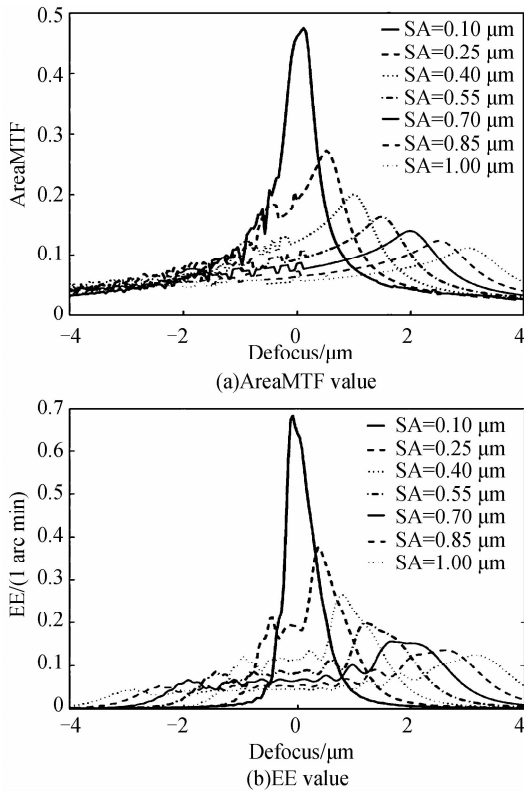 0.5
0.4
0.3
0.2
0.1
0
AreaMTF
SA=0.10 μm
SA=0.25 μm
SA=0.40 μm
SA=0.55 μm
SA=0.70 μm
SA=0.85 μm
SA=1.00 μm
−4 −2 0 2 4
Defocus/μm
(a)AreaMTF value
0.7
0.6
0.5
0.4
0.3
0.2
0.1
0
EE/(1 arc min)
SA=0.10 μm
SA=0.25 μm
SA=0.40 μm
SA=0.55 μm
SA=0.70 μm
SA=0.85 μm
SA=1.00 μm
−4 −2 0 2 4
Defocus/μm
(b)EE value